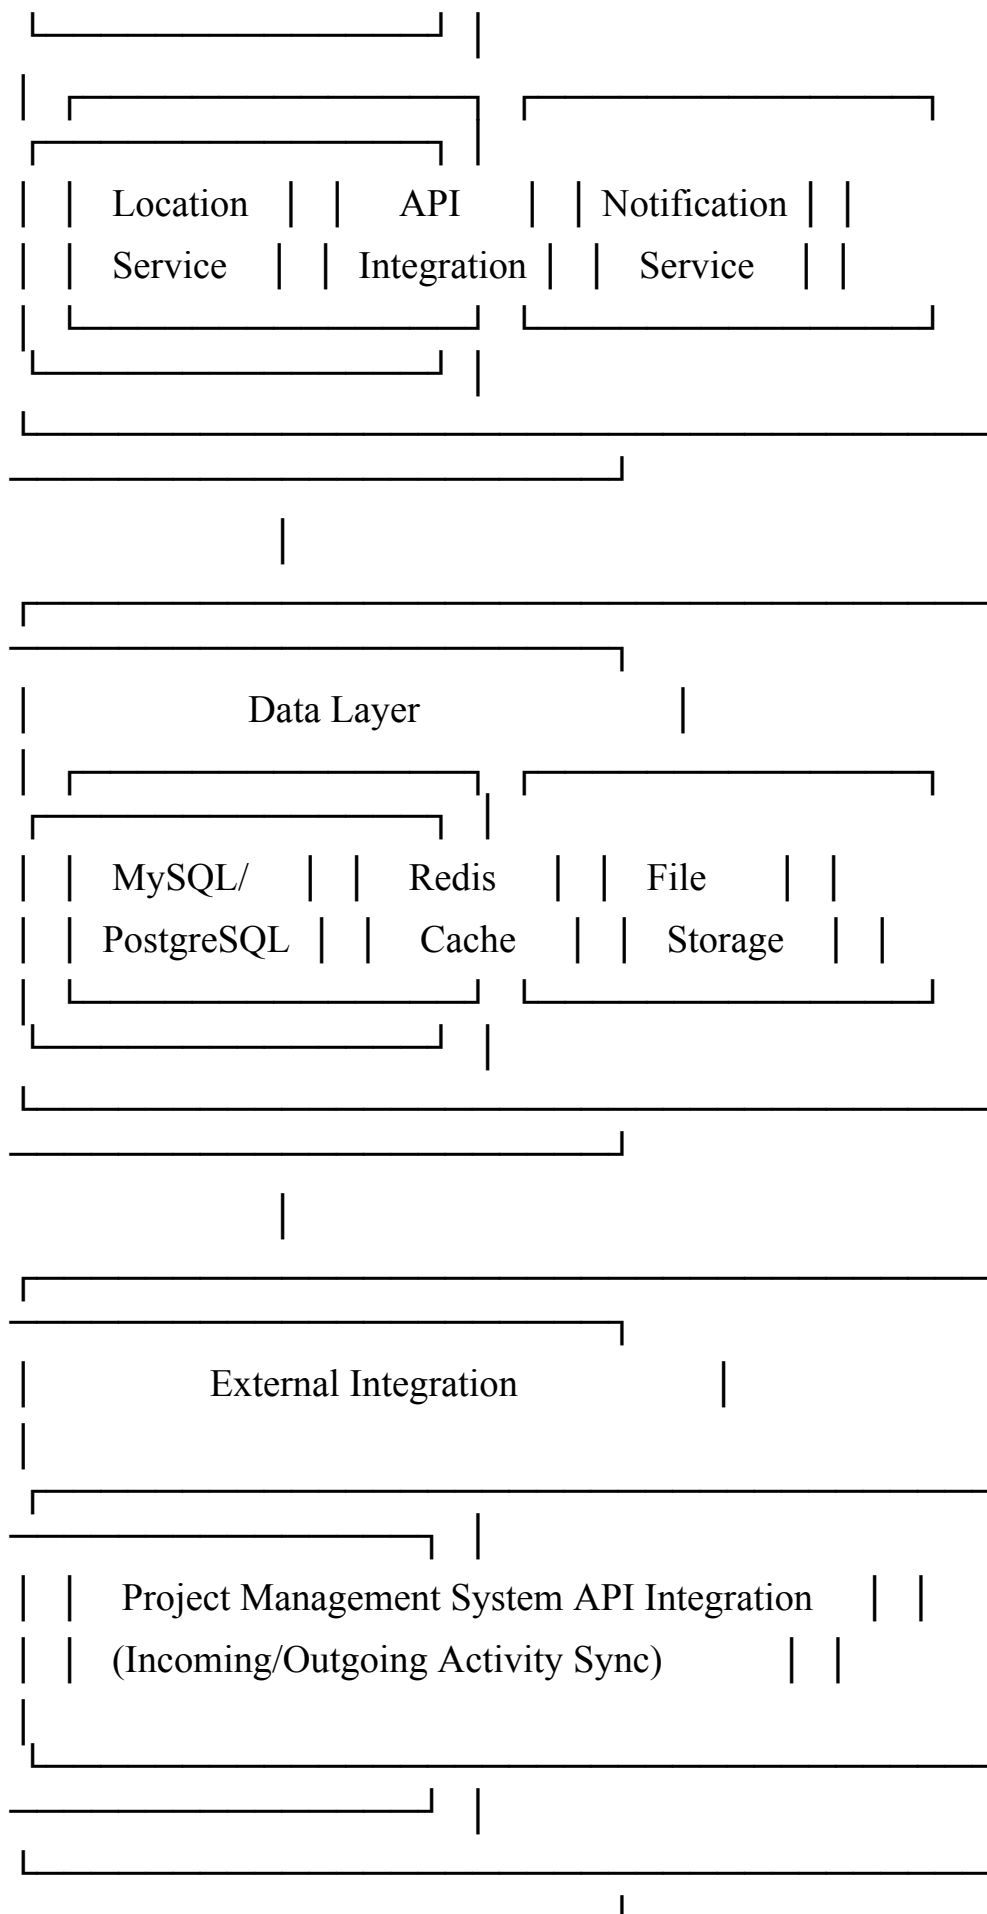 Location API Notification
Service Integration Service
Data Layer
MySQL/ Redis File
PostgreSQL Cache Storage
External Integration
Project Management System API Integration
(Incoming/Outgoing Activity Sync)